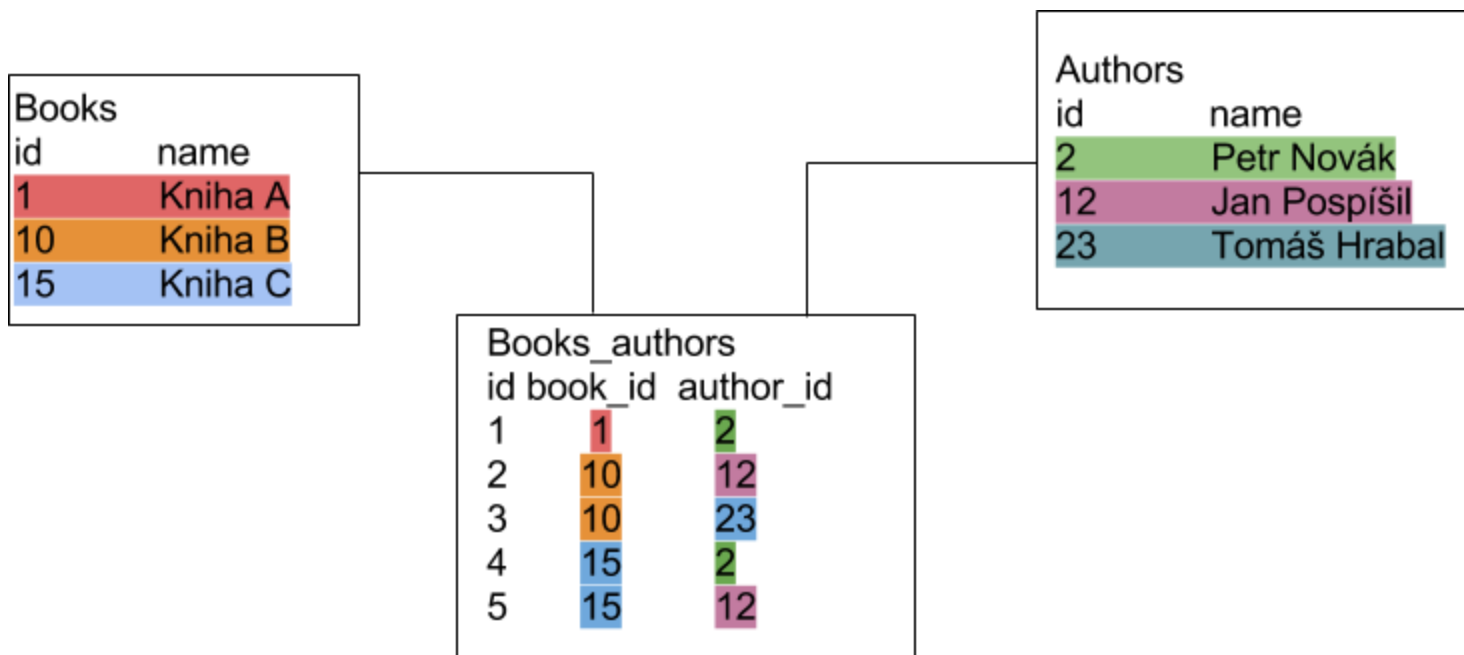 Books
id name
1 Kniha A
10 Kniha B
15 Kniha C
Authors
id name
2 Petr Novák
12 Jan Pospíšil
23 Tomáš Hrabal
Books_authors
id book_id author_id
1 1 2
2 10 12
3 10 23
4 15 2
5 15 12